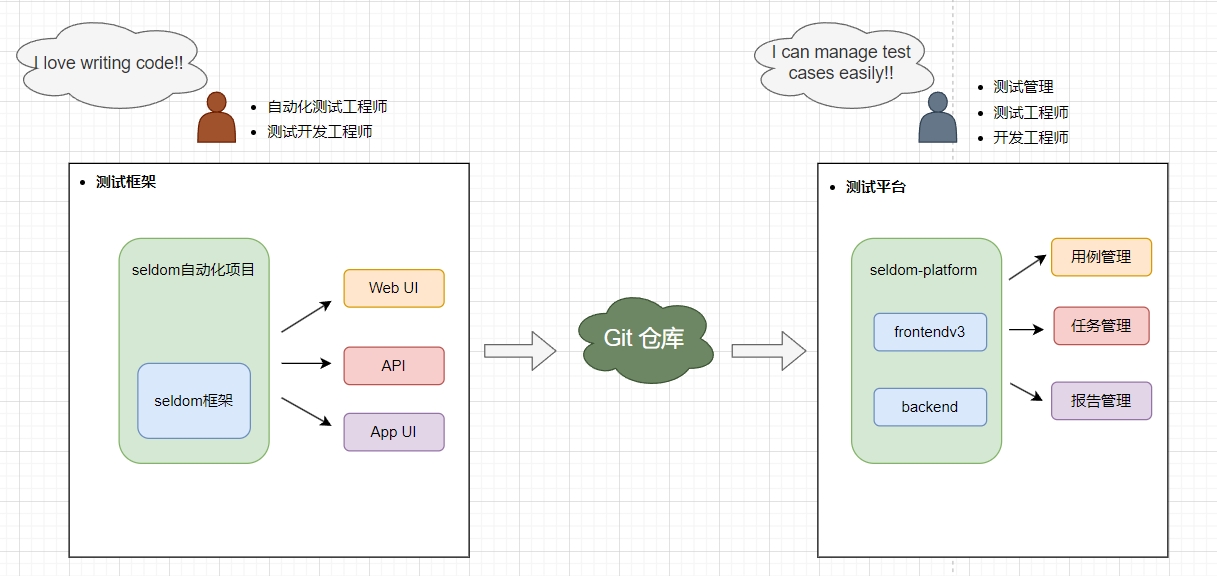 I love writing code!!
自动化测试工程师
测试开发工程师
测试框架
seldom自动化项目
seldom框架
Web UI
API
App UI
Git 仓库
I can manage test
cases easily!!
测试管理
测试工程师
开发工程师
测试平台
seldom-platform
frontendv3
backend
用例管理
任务管理
报告管理